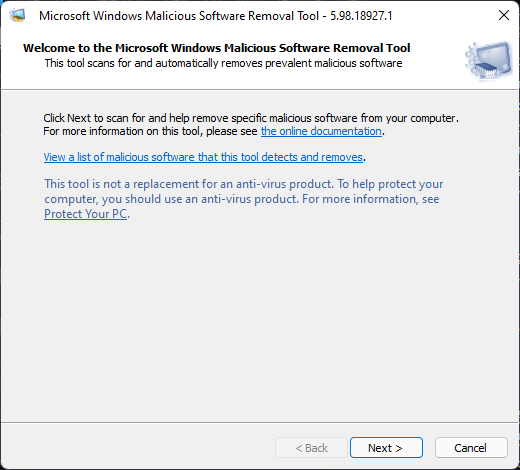 Microsoft Windows Malicious Software Removal Tool - 5.98.18927.1
Welcome to the Microsoft Windows Malicious Software Removal Tool
This tool scans for and automatically removes prevalent malicious software
Click Next to scan for and help remove specific malicious software from your computer.
For more information on this tool, please see the online documentation.
View a list of malicious software that this tool detects and removes.
This tool is not a replacement for an anti-virus product. To help protect your
computer, you should use an anti-virus product. For more information, see
Protect Your PC.
< Back
Next >
Cancel